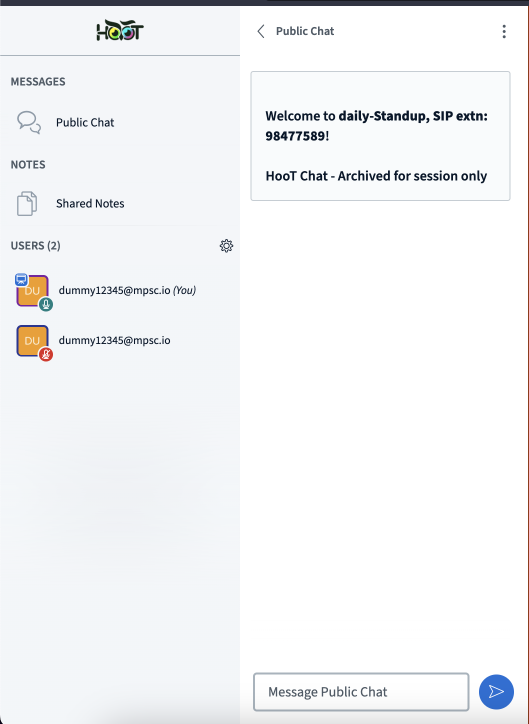 HOOT
MESSAGES
Public Chat
NOTES
Shared Notes
USERS (2)
DU
dummy12345@mpsc.io (You)
DU
dummy12345@mpsc.io
Public Chat
Welcome to daily-Standup, SIP extn:
98477589!
HooT Chat - Archived for session only
Message Public Chat